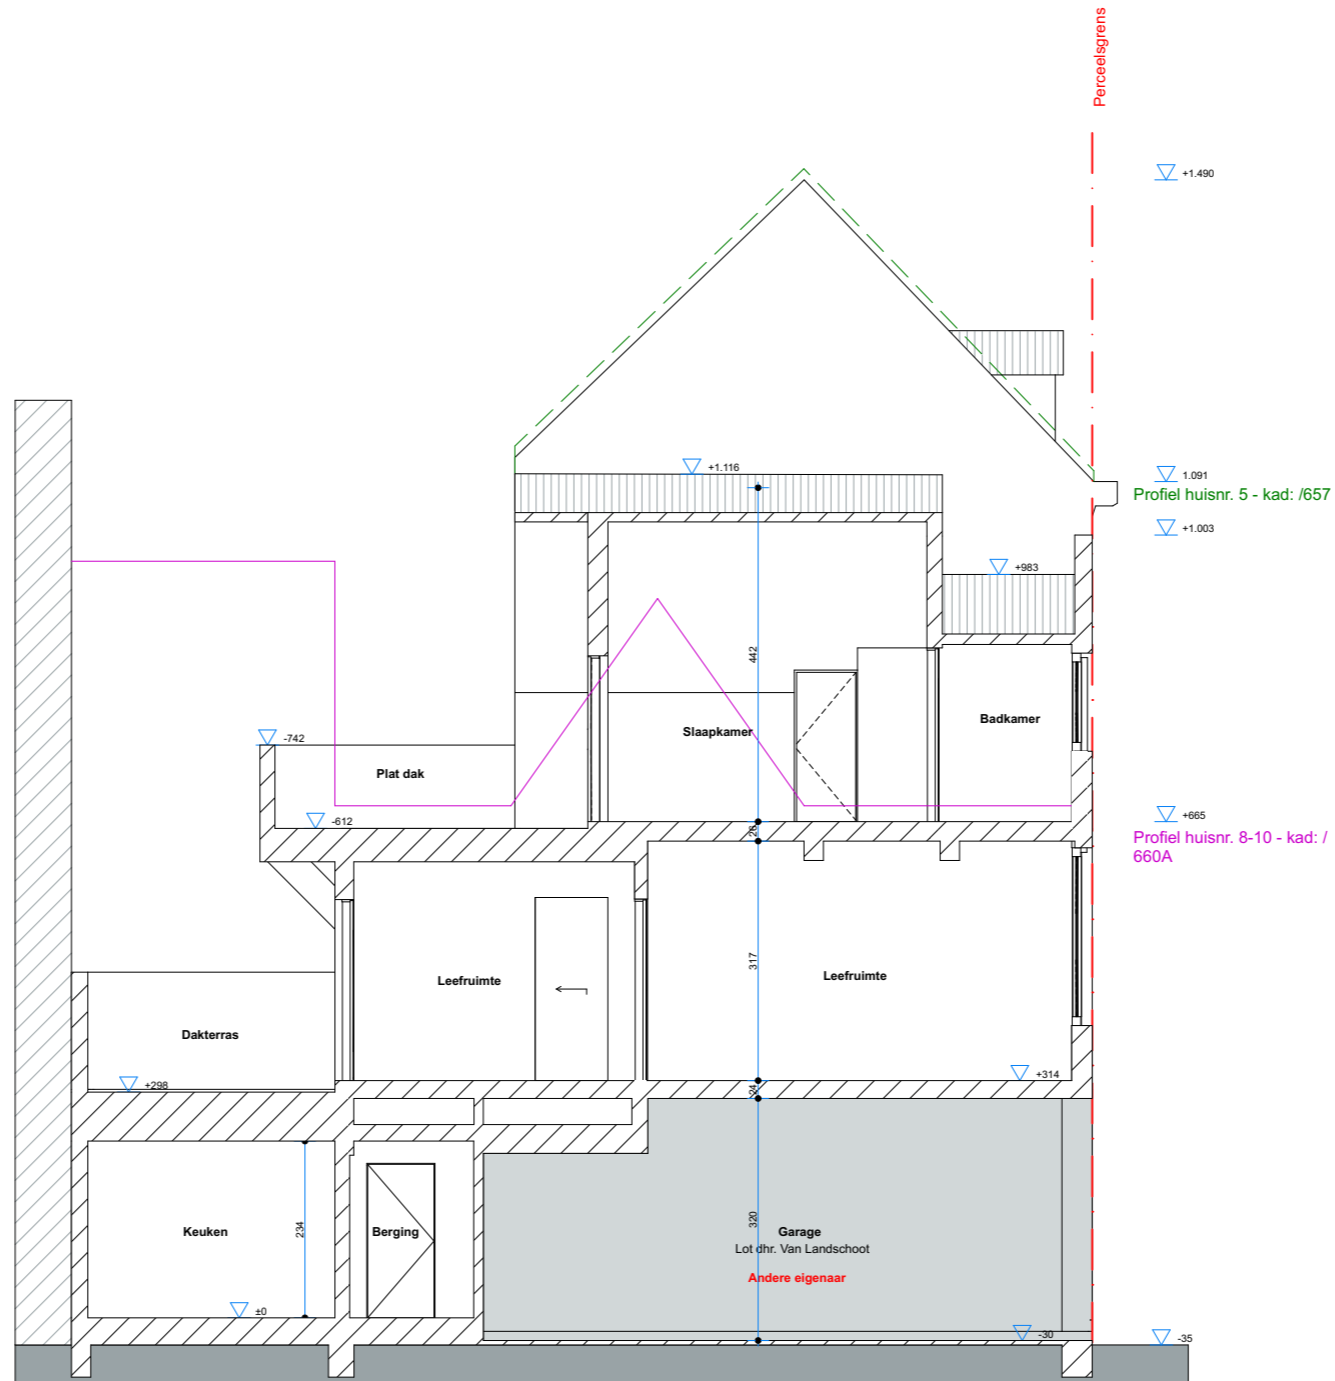 Perceelsgrens
+1.490
+1.116
1.091
Profiel huisnr. 5 - kad: /657
+1.003
+983
442
Slaapkamer
Badkamer
-742
Plat dak
-612
+665
26
Profiel huisnr. 8-10 - kad: /
660A
317
Leefruimte
Leefruimte
Dakterras
+298
+314
24
Keuken
234
Berging
320
Garage
Lot dhr. Van Landschoot
Andere eigenaar
±0
-30
-35